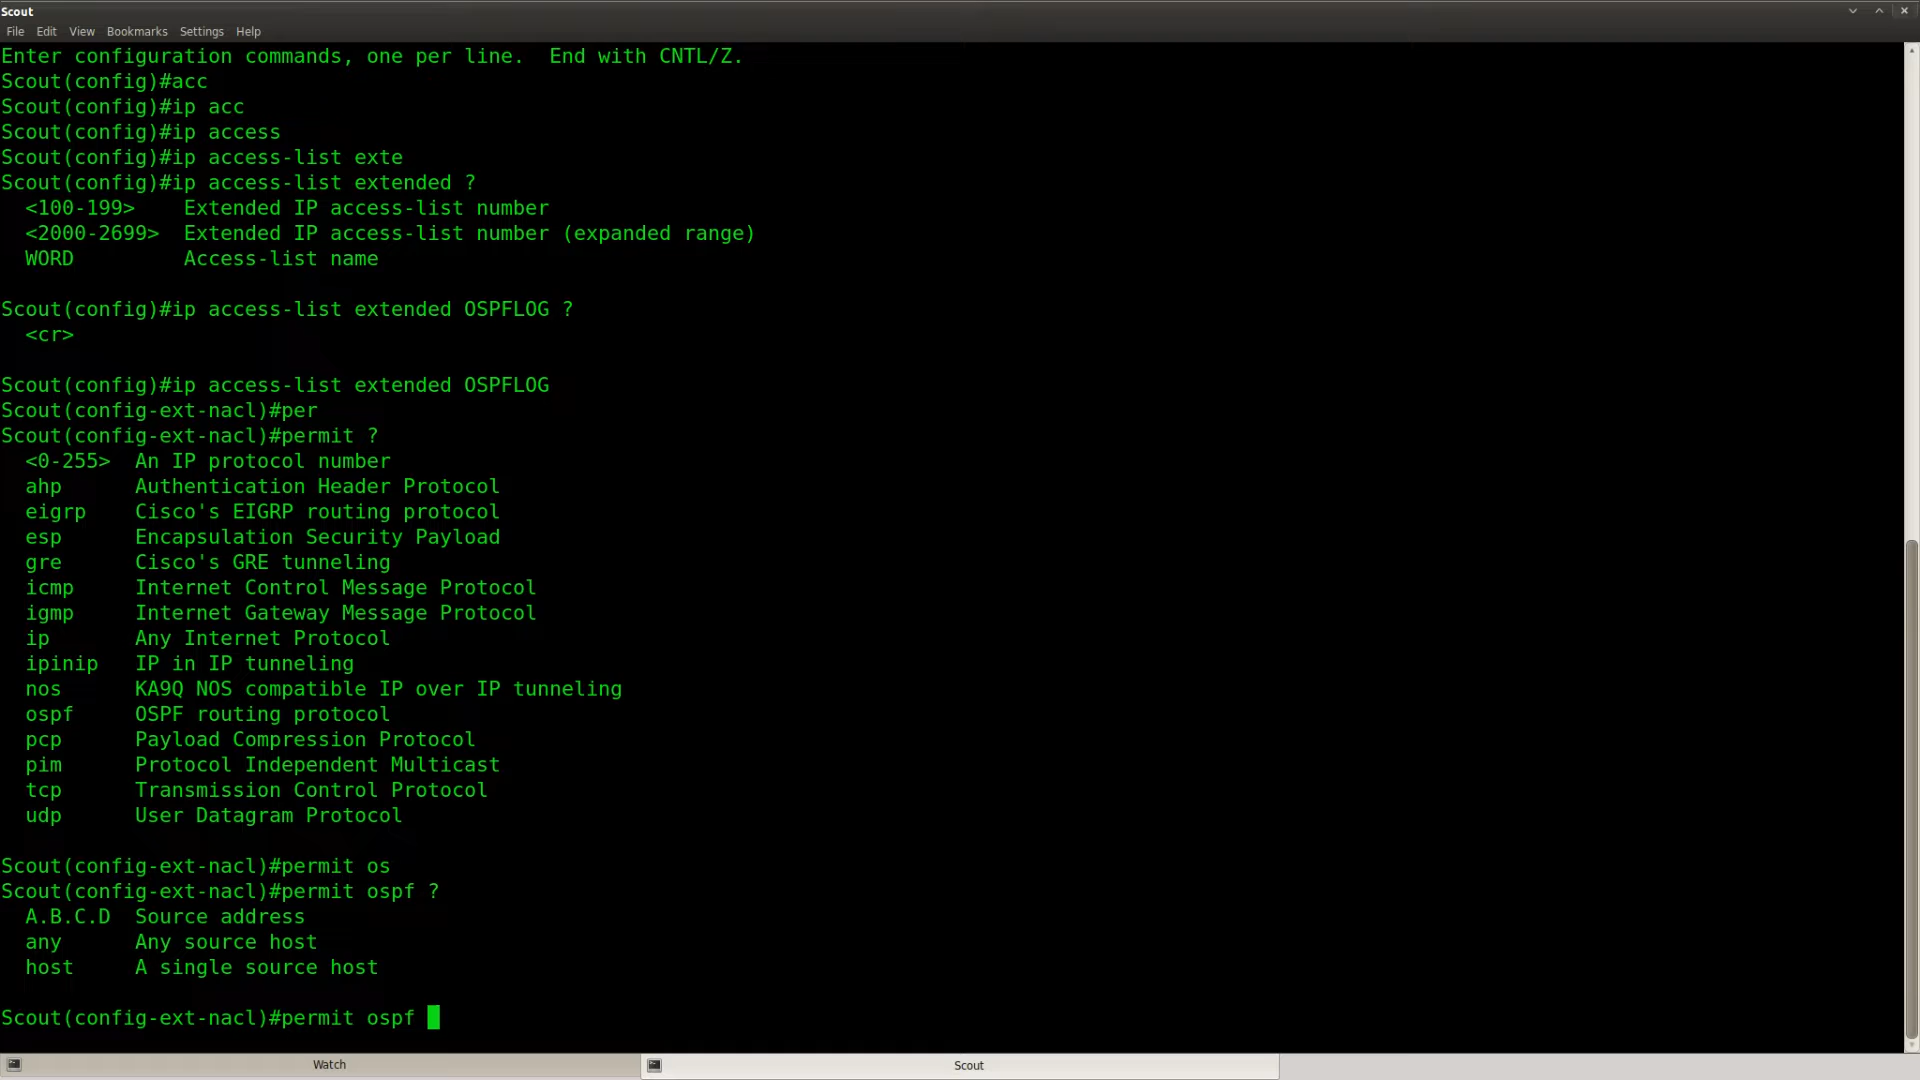 Scout
File Edit View Bookmarks Settings Help
Enter configuration commands, one per line.  End with CNTL/Z.
Scout(config)#acc
Scout(config)#ip acc
Scout(config)#ip access
Scout(config)#ip access-list exte
Scout(config)#ip access-list extended ?
  <100-199>    Extended IP access-list number
  <2000-2699>  Extended IP access-list number (expanded range)
  WORD         Access-list name
Scout(config)#ip access-list extended OSPFLOG ?
  <cr>
Scout(config)#ip access-list extended OSPFLOG
Scout(config-ext-nacl)#per
Scout(config-ext-nacl)#permit ?
  <0-255>  An IP protocol number
  ahp      Authentication Header Protocol
  eigrp    Cisco's EIGRP routing protocol
  esp      Encapsulation Security Payload
  gre      Cisco's GRE tunneling
  icmp     Internet Control Message Protocol
  igmp     Internet Gateway Message Protocol
  ip       Any Internet Protocol
  ipinip   IP in IP tunneling
  nos      KA9Q NOS compatible IP over IP tunneling
  ospf     OSPF routing protocol
  pcp      Payload Compression Protocol
  pim      Protocol Independent Multicast
  tcp      Transmission Control Protocol
  udp      User Datagram Protocol
Scout(config-ext-nacl)#permit os
Scout(config-ext-nacl)#permit ospf ?
  A.B.C.D  Source address
  any      Any source host
  host     A single source host
Scout(config-ext-nacl)#permit ospf
Watch Scout